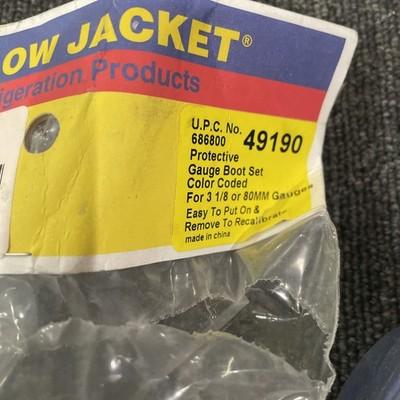 OW JACKET®
igeration Products
U.P.C. No.
686800 49190
Protective
Gauge Boot Set
Color Coded
For 3 1/8 or 80MM Gauges
Easy To Put On &
Remove To Recalibrate
made in china